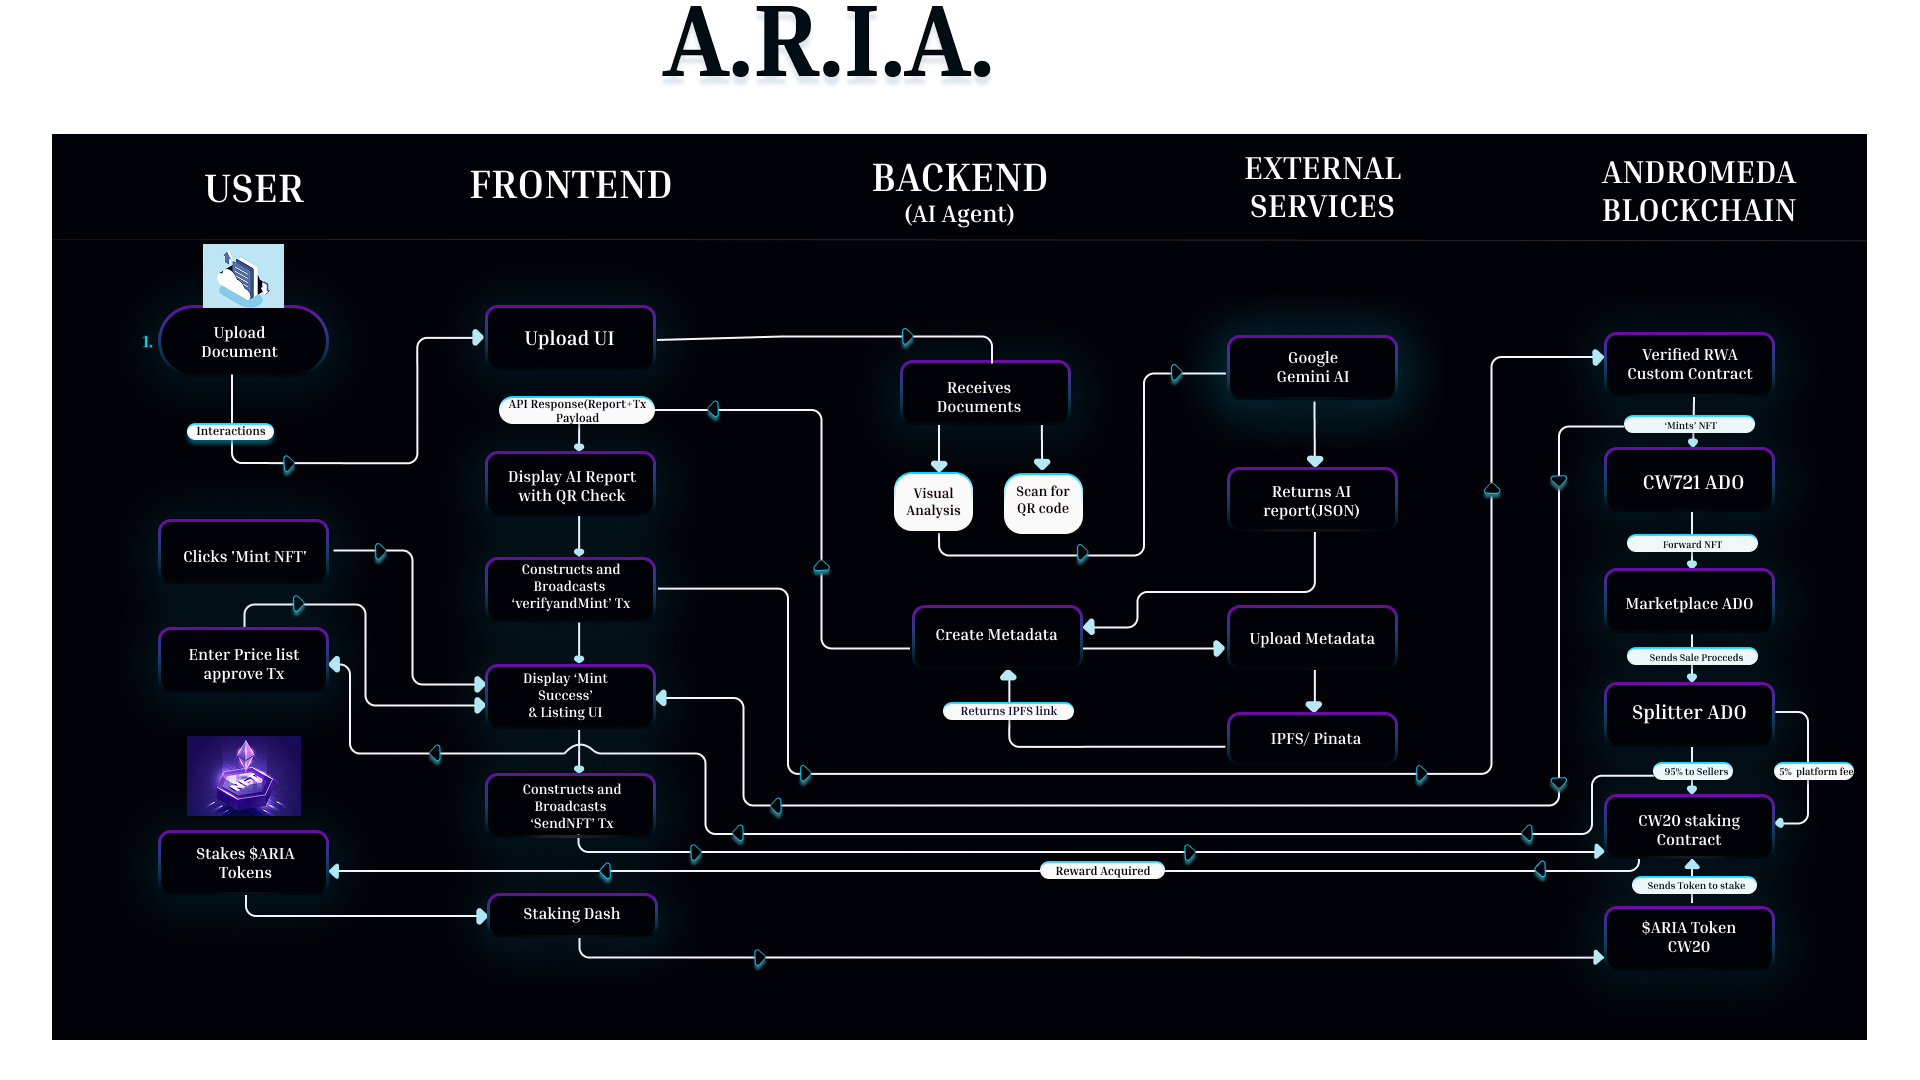 A.R.I.A.
USER
FRONTEND
BACKEND
(AI Agent)
EXTERNAL
SERVICES
ANDROMEDA
BLOCKCHAIN
1.
Upload
Document
Interactions
Clicks 'Mint NFT'
Enter Price list
approve Tx
NFT
Stakes $ARIA
Tokens
Upload UI
API Response(Report+Tx
Payload
Display AI Report
with QR Check
Constructs and
Broadcasts
‘verifyandMint’ Tx
Display ‘Mint
Success’
& Listing UI
Constructs and
Broadcasts
‘SendNFT’ Tx
Staking Dash
Receives
Documents
Visual
Analysis
Scan for
QR code
Create Metadata
Returns IPFS link
Reward Acquired
Google
Gemini AI
Returns AI
report(JSON)
Upload Metadata
IPFS/ Pinata
Verified RWA
Custom Contract
‘Mints’ NFT
CW721 ADO
Forward NFT
Marketplace ADO
Sends Sale Procceds
Splitter ADO
95% to Sellers
5% platform fee
CW20 staking
Contract
Sends Token to stake
$ARIA Token
CW20